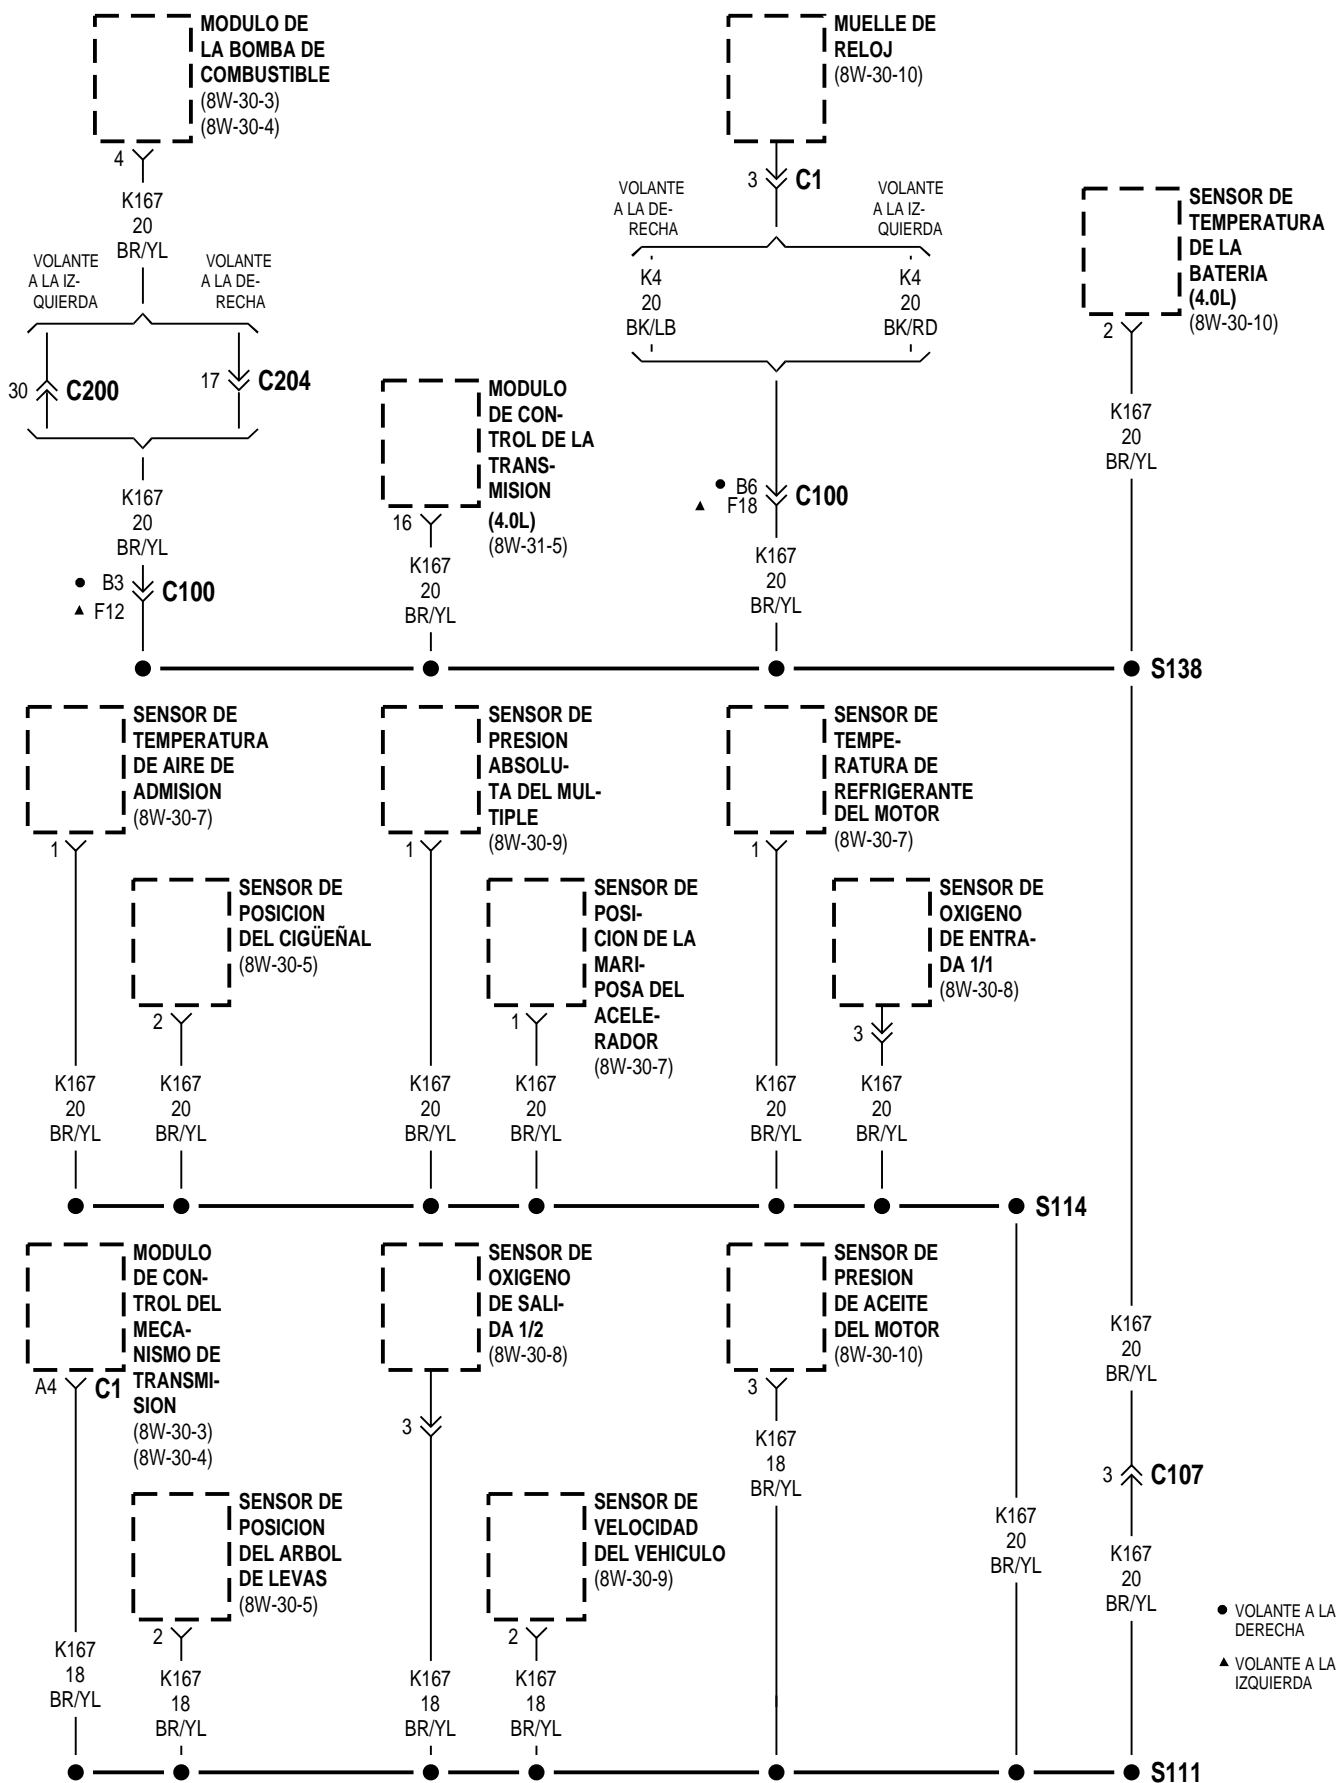 MODULO DE
LA BOMBA DE
COMBUSTIBLE
(8W-30-3)
(8W-30-4)
4
K167
20
BR/YL
VOLANTE
A LA IZ-
QUIERDA
VOLANTE
A LA DE-
RECHA
30
C200
17
C204
K167
20
BR/YL
● B3
▲ F12
C100
MODULO
DE CON-
TROL DE LA
TRANS-
MISION
(4.0L)
(8W-31-5)
16
K167
20
BR/YL
MUELLE DE
RELOJ
(8W-30-10)
3
C1
VOLANTE
A LA DE-
RECHA
VOLANTE
A LA IZ-
QUIERDA
K4
20
BK/LB
K4
20
BK/RD
● B6
▲ F18
C100
K167
20
BR/YL
SENSOR DE
TEMPERATURA
DE LA
BATERIA
(4.0L)
(8W-30-10)
2
K167
20
BR/YL
S138
SENSOR DE
TEMPERATURA
DE AIRE DE
ADMISION
(8W-30-7)
1
K167
20
BR/YL
SENSOR DE
POSICION
DEL CIGÜEÑAL
(8W-30-5)
2
K167
20
BR/YL
SENSOR DE
PRESION
ABSOLU-
TA DEL MUL-
TIPLE
(8W-30-9)
1
K167
20
BR/YL
SENSOR DE
POSI-
CION DE LA
MARI-
POSA DEL
ACELE-
RADOR
(8W-30-7)
1
K167
20
BR/YL
SENSOR DE
TEMPE-
RATURA DE
REFRIGERANTE
DEL MOTOR
(8W-30-7)
1
K167
20
BR/YL
SENSOR DE
OXIGENO
DE ENTRA-
DA 1/1
(8W-30-8)
3
K167
20
BR/YL
S114
MODULO
DE CON-
TROL DEL
MECA-
NISMO DE
TRANSMI-
SION
(8W-30-3)
(8W-30-4)
A4
C1
K167
18
BR/YL
SENSOR DE
POSICION
DEL ARBOL
DE LEVAS
(8W-30-5)
2
K167
18
BR/YL
SENSOR DE
OXIGENO
DE SALI-
DA 1/2
(8W-30-8)
3
K167
18
BR/YL
SENSOR DE
VELOCIDAD
DEL VEHICULO
(8W-30-9)
2
K167
18
BR/YL
SENSOR DE
PRESION
DE ACEITE
DEL MOTOR
(8W-30-10)
3
K167
18
BR/YL
K167
20
BR/YL
K167
20
BR/YL
3
C107
K167
20
BR/YL
● VOLANTE A LA
DERECHA
▲ VOLANTE A LA
IZQUIERDA
S111